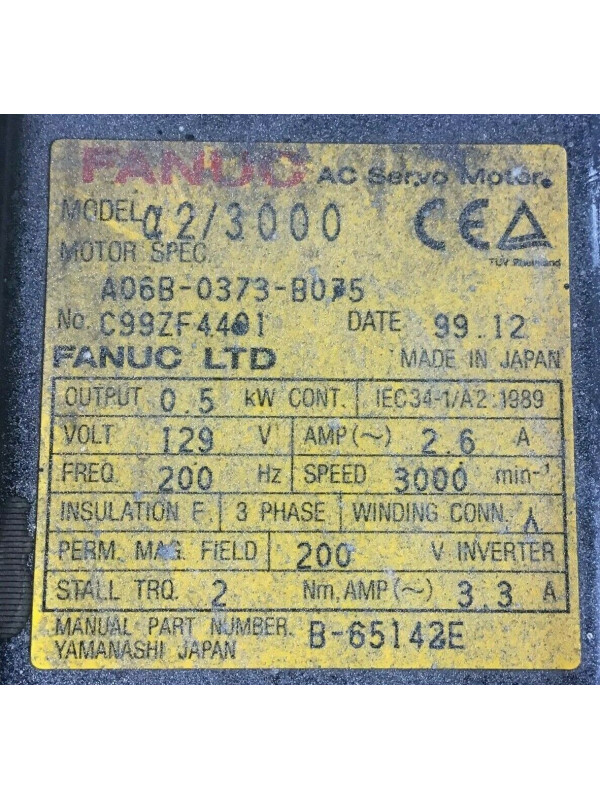 FANUC AC Servo Motor
MODEL α2/3000
MOTOR SPEC.
TÜV Rheinland
A06B-0373-B075
No. C99ZF4401 DATE 99.12
FANUC LTD MADE IN JAPAN
OUTPUT 0.5 kW CONT. IEC34-1/A2 1989
VOLT 129 V AMP(~) 2.6 A
FREQ. 200 Hz SPEED 3000 min⁻¹
INSULATION F 3 PHASE WINDING CONN. Y
PERM. MAG. FIELD 200 V INVERTER
STALL TRQ. 2 Nm, AMP(~) 3.3 A
MANUAL PART NUMBER. B-65142E
YAMANASHI JAPAN